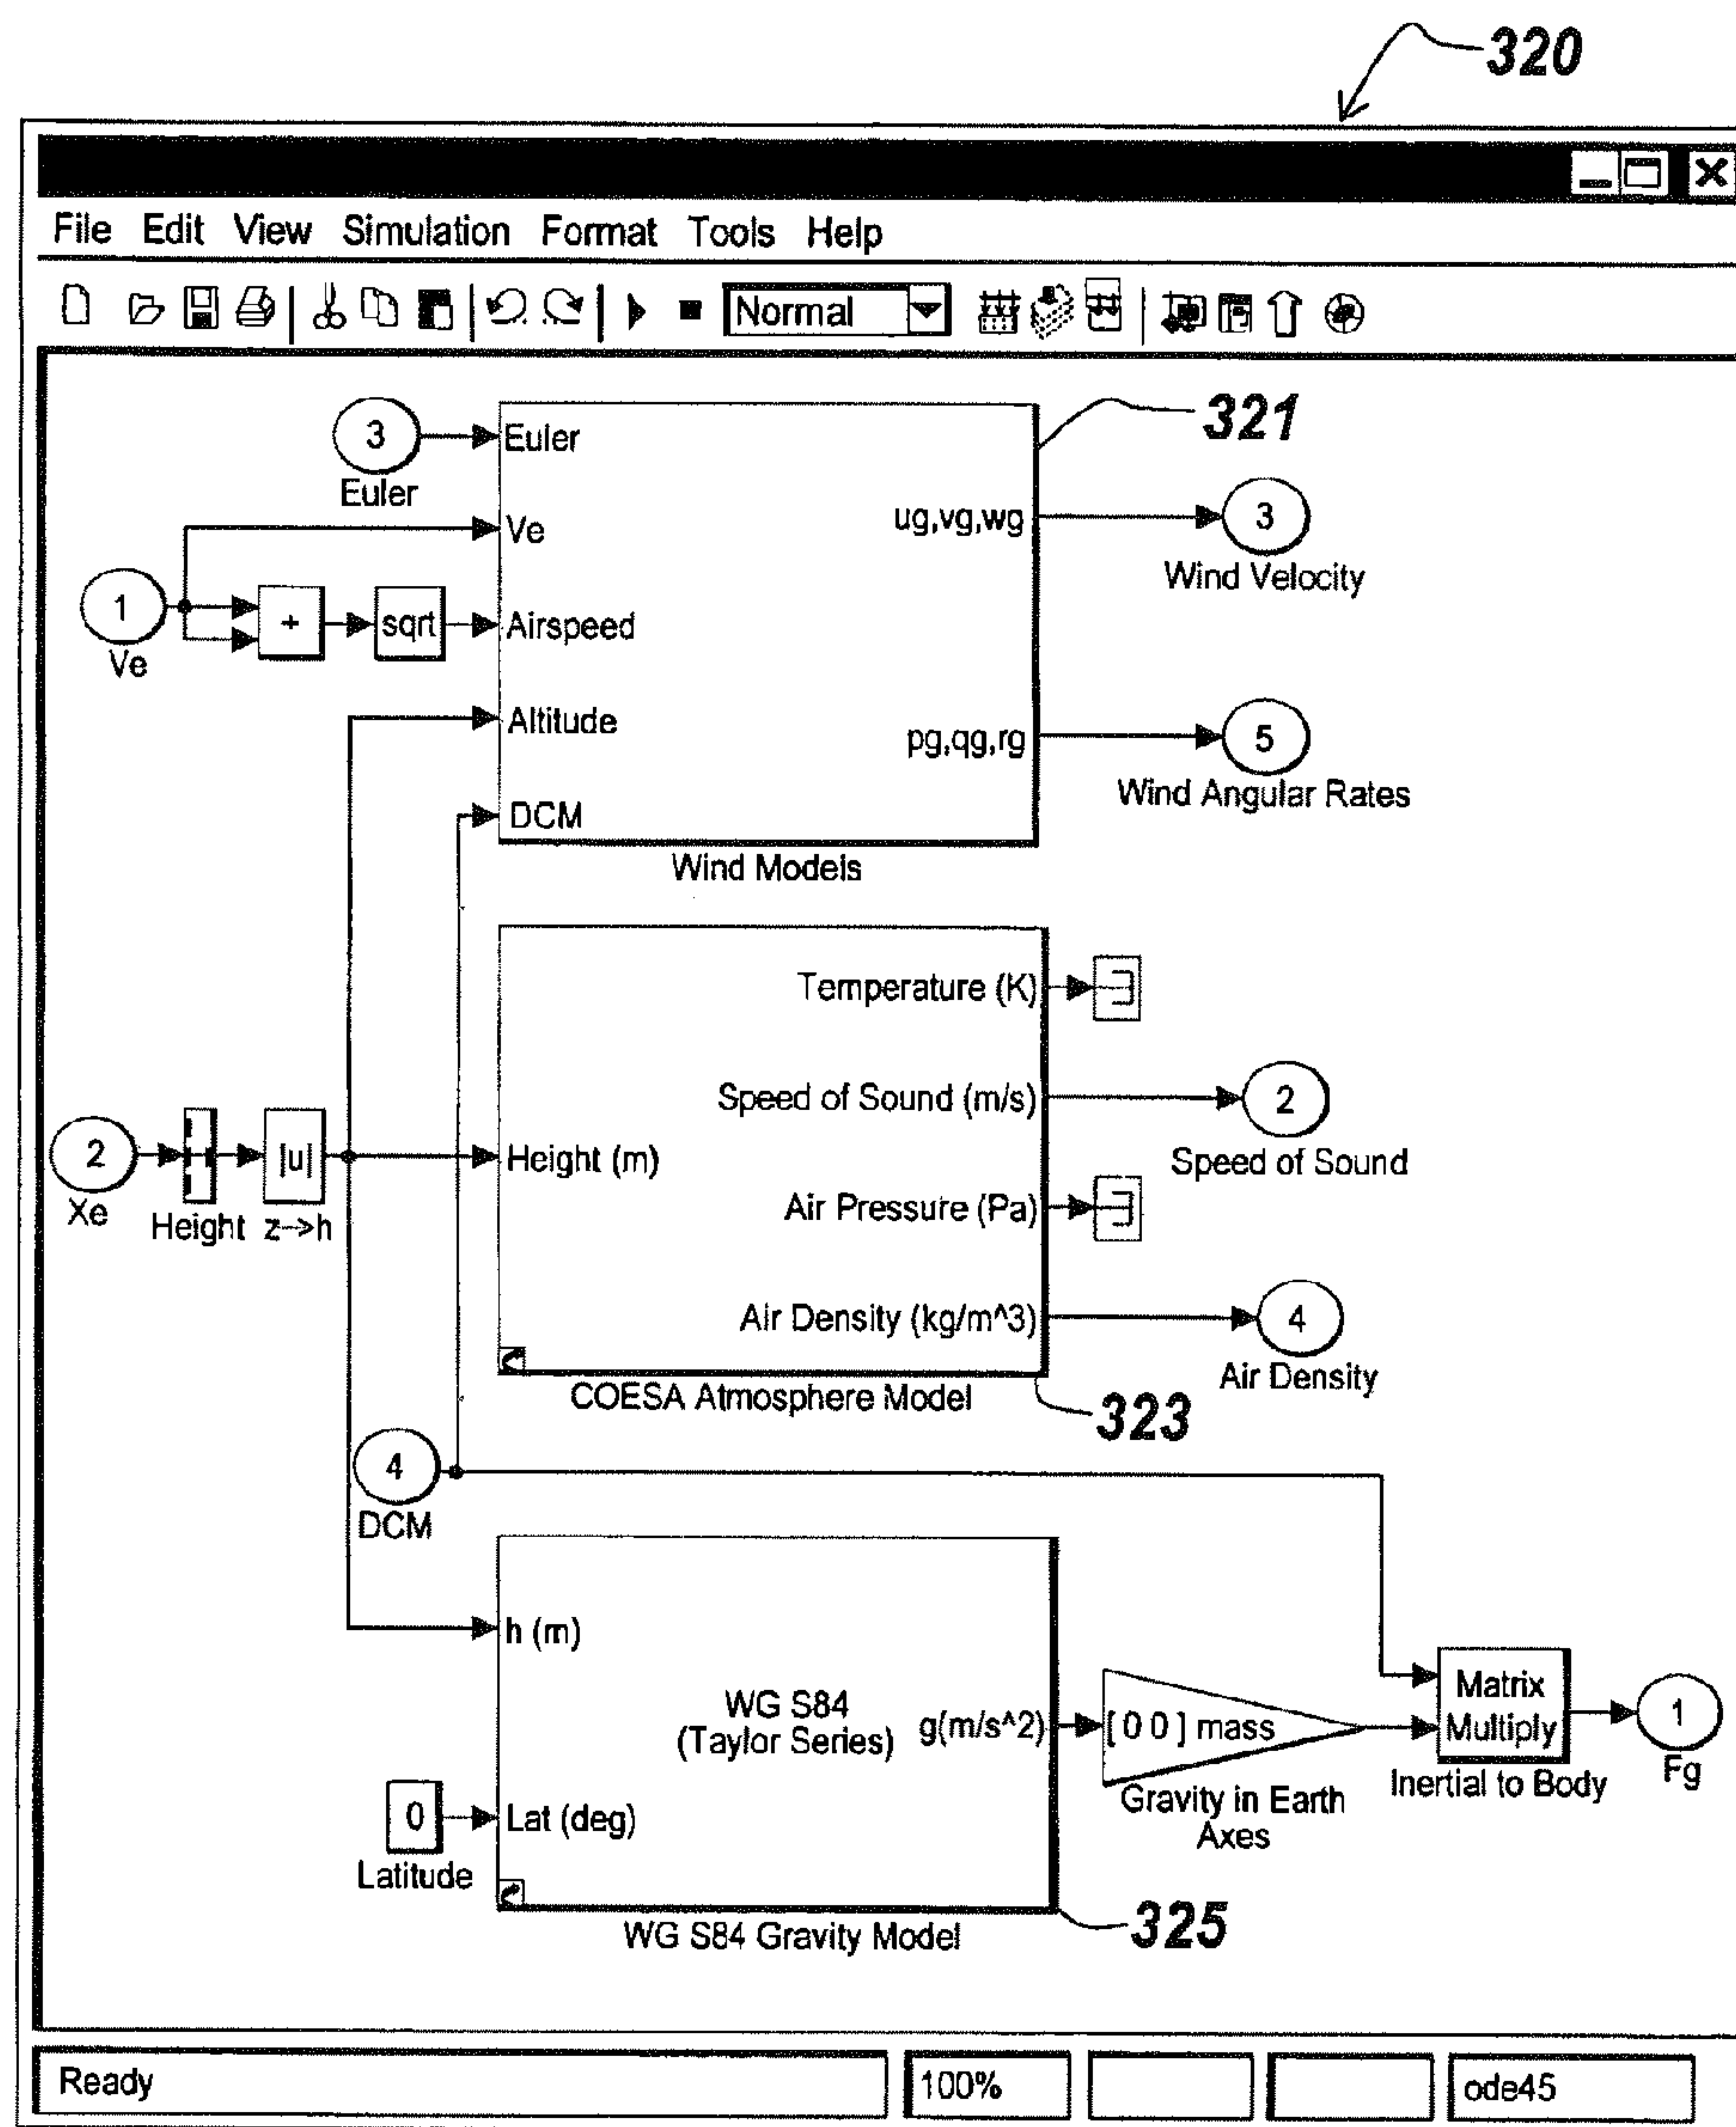 320
File Edit View Simulation Format Tools Help
Normal
3
Euler
Euler
321
Ve
ug,vg,wg
3
Wind Velocity
1
Ve
+
sqrt
Airspeed
Altitude
pg,qg,rg
5
Wind Angular Rates
DCM
Wind Models
Temperature (K)
Speed of Sound (m/s)
2
Speed of Sound
2
Xe
Height
|u|
z-->h
Height (m)
Air Pressure (Pa)
Air Density (kg/m^3)
4
Air Density
COESA Atmosphere Model
323
4
DCM
h (m)
WG S84
(Taylor Series)
g(m/s^2)
[ 0 0 ] mass
Gravity in Earth
Axes
Matrix
Multiply
Inertial to Body
1
Fg
0
Latitude
Lat (deg)
WG S84 Gravity Model
325
Ready
100%
ode45